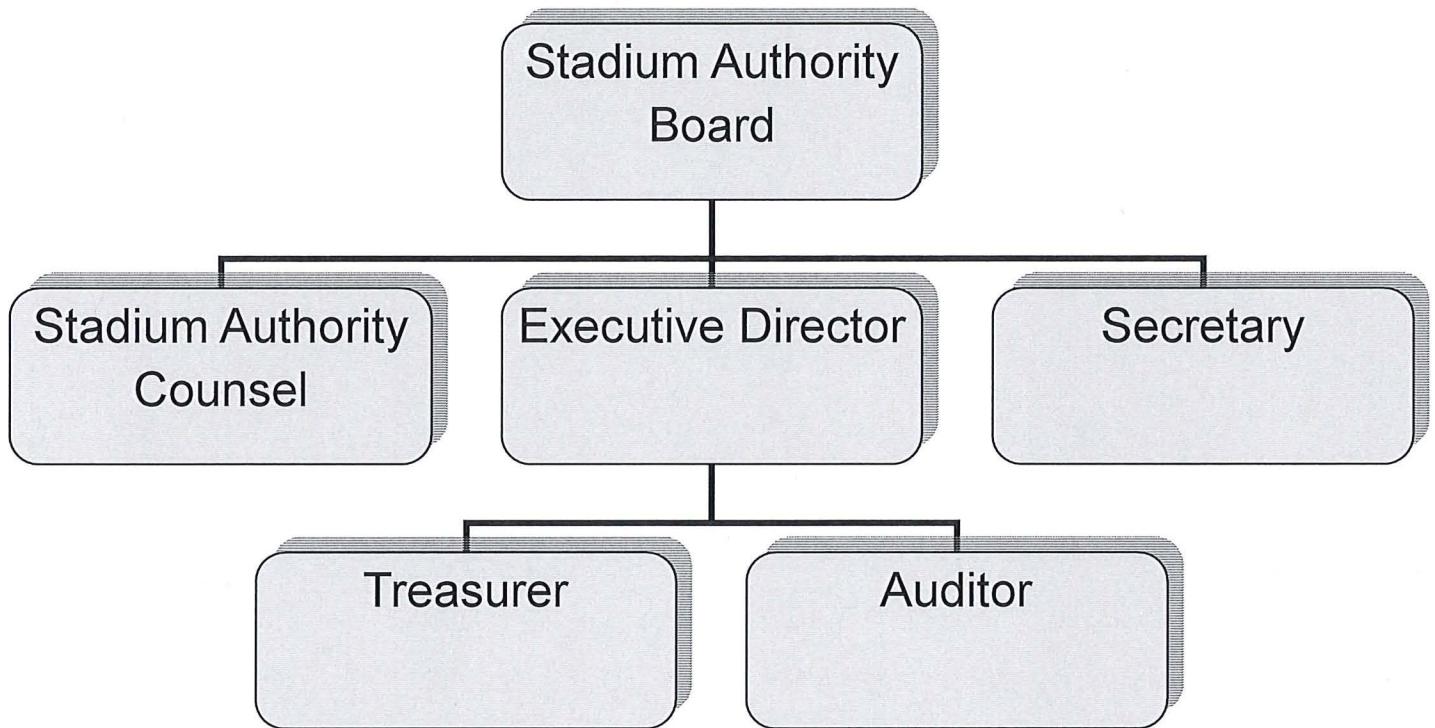 Stadium Authority
Board
Stadium Authority
Counsel
Executive Director
Secretary
Treasurer
Auditor